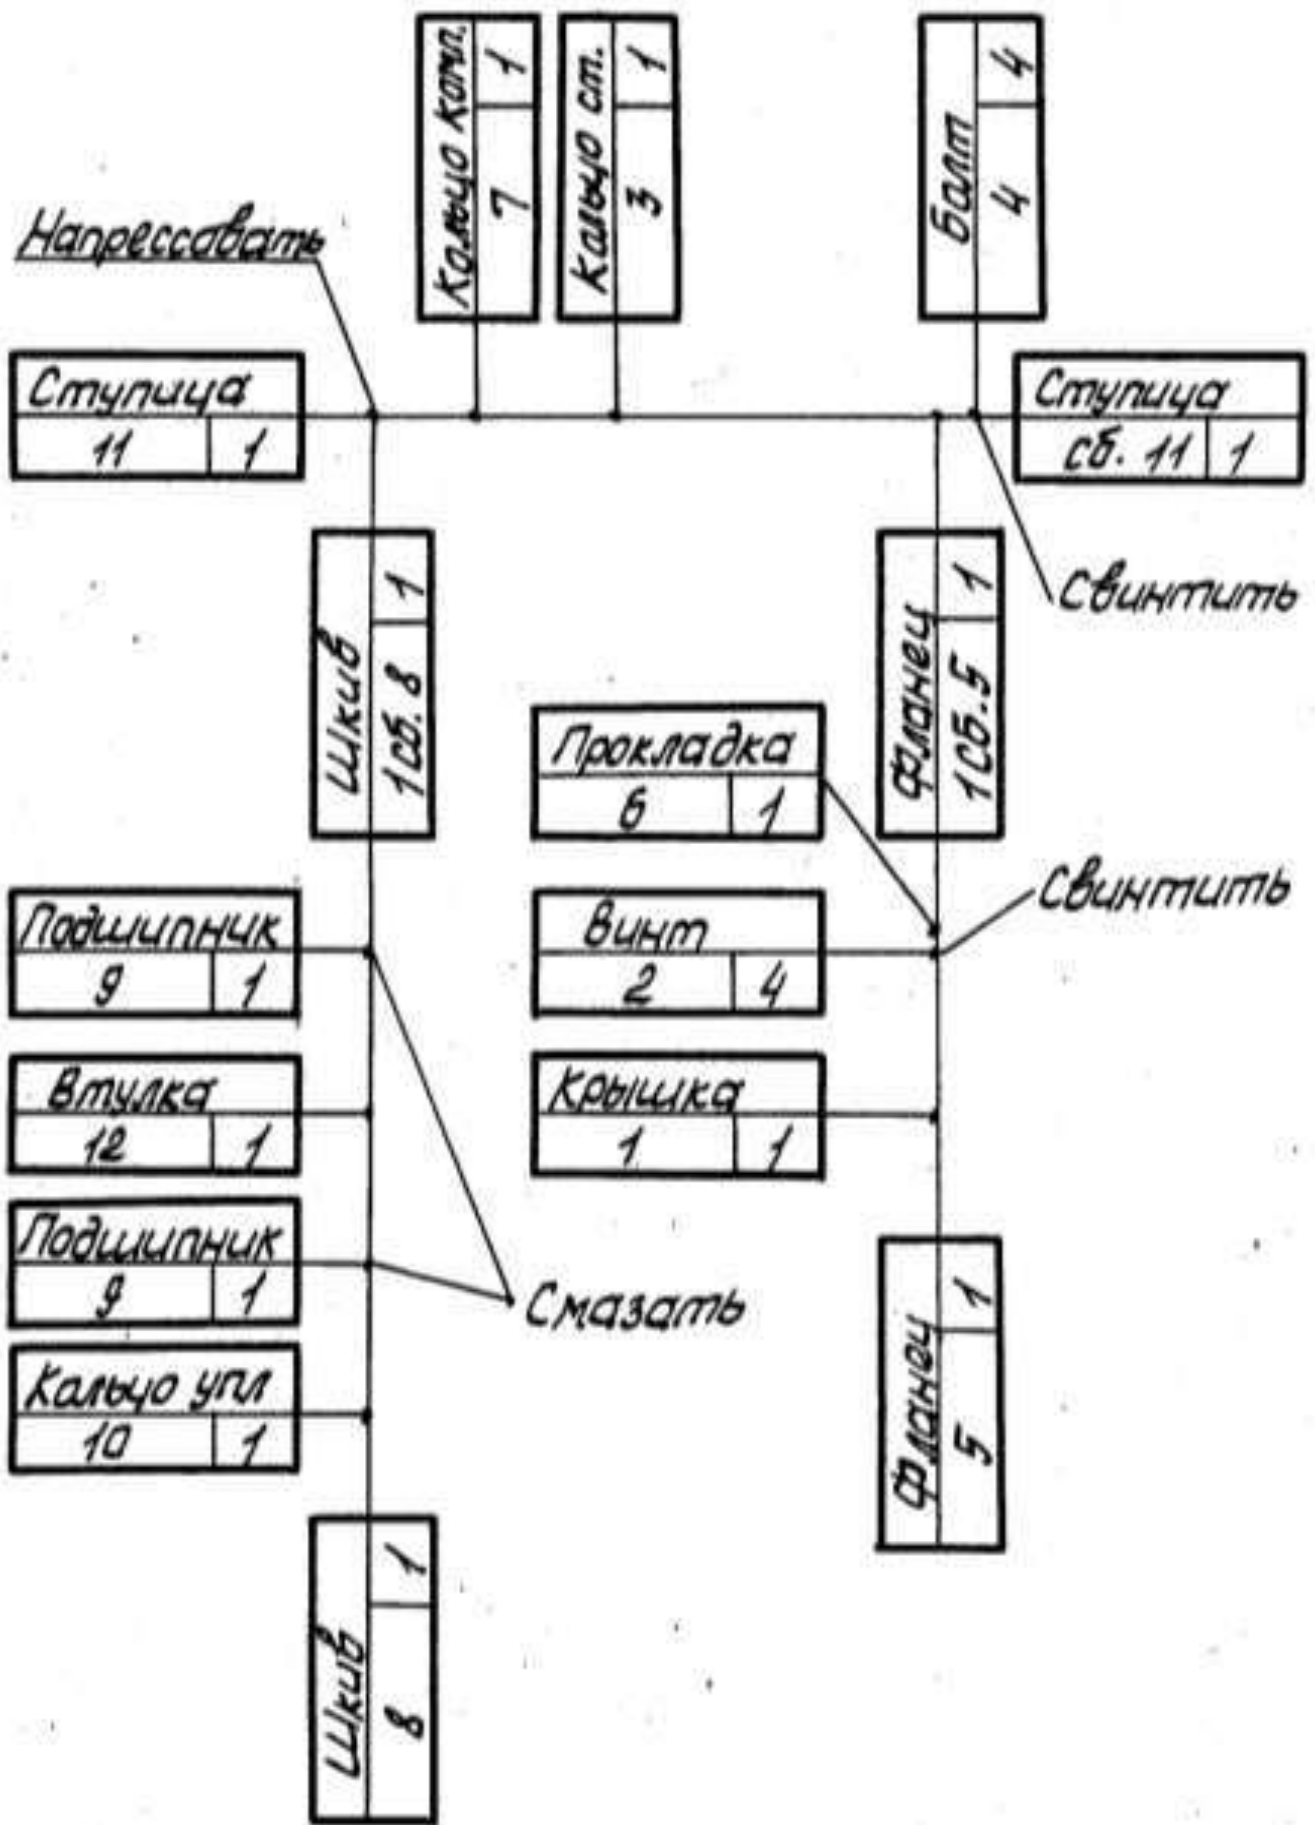 Кольцо комп.
7 1
Кольцо ст.
3 1
Болт
4 4
Напрессовать
Ступица
11 1
Ступица
сб. 11 1
Шкив
1сб. 8 1
Фланец
1сб. 5 1
Свинтить
Прокладка
6 1
Свинтить
Подшипник
9 1
Винт
2 4
Втулка
12 1
Крышка
1 1
Подшипник
9 1
Смазать
Кольцо упл
10 1
Фланец
5 1
Шкив
8 1